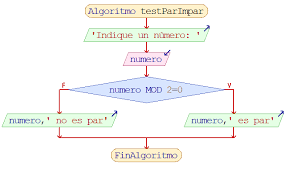 Algoritmo testParImpar
'Indique un número: '
numero
numero MOD 2=0
F
V
numero,' no es par'
numero,' es par'
FinAlgoritmo